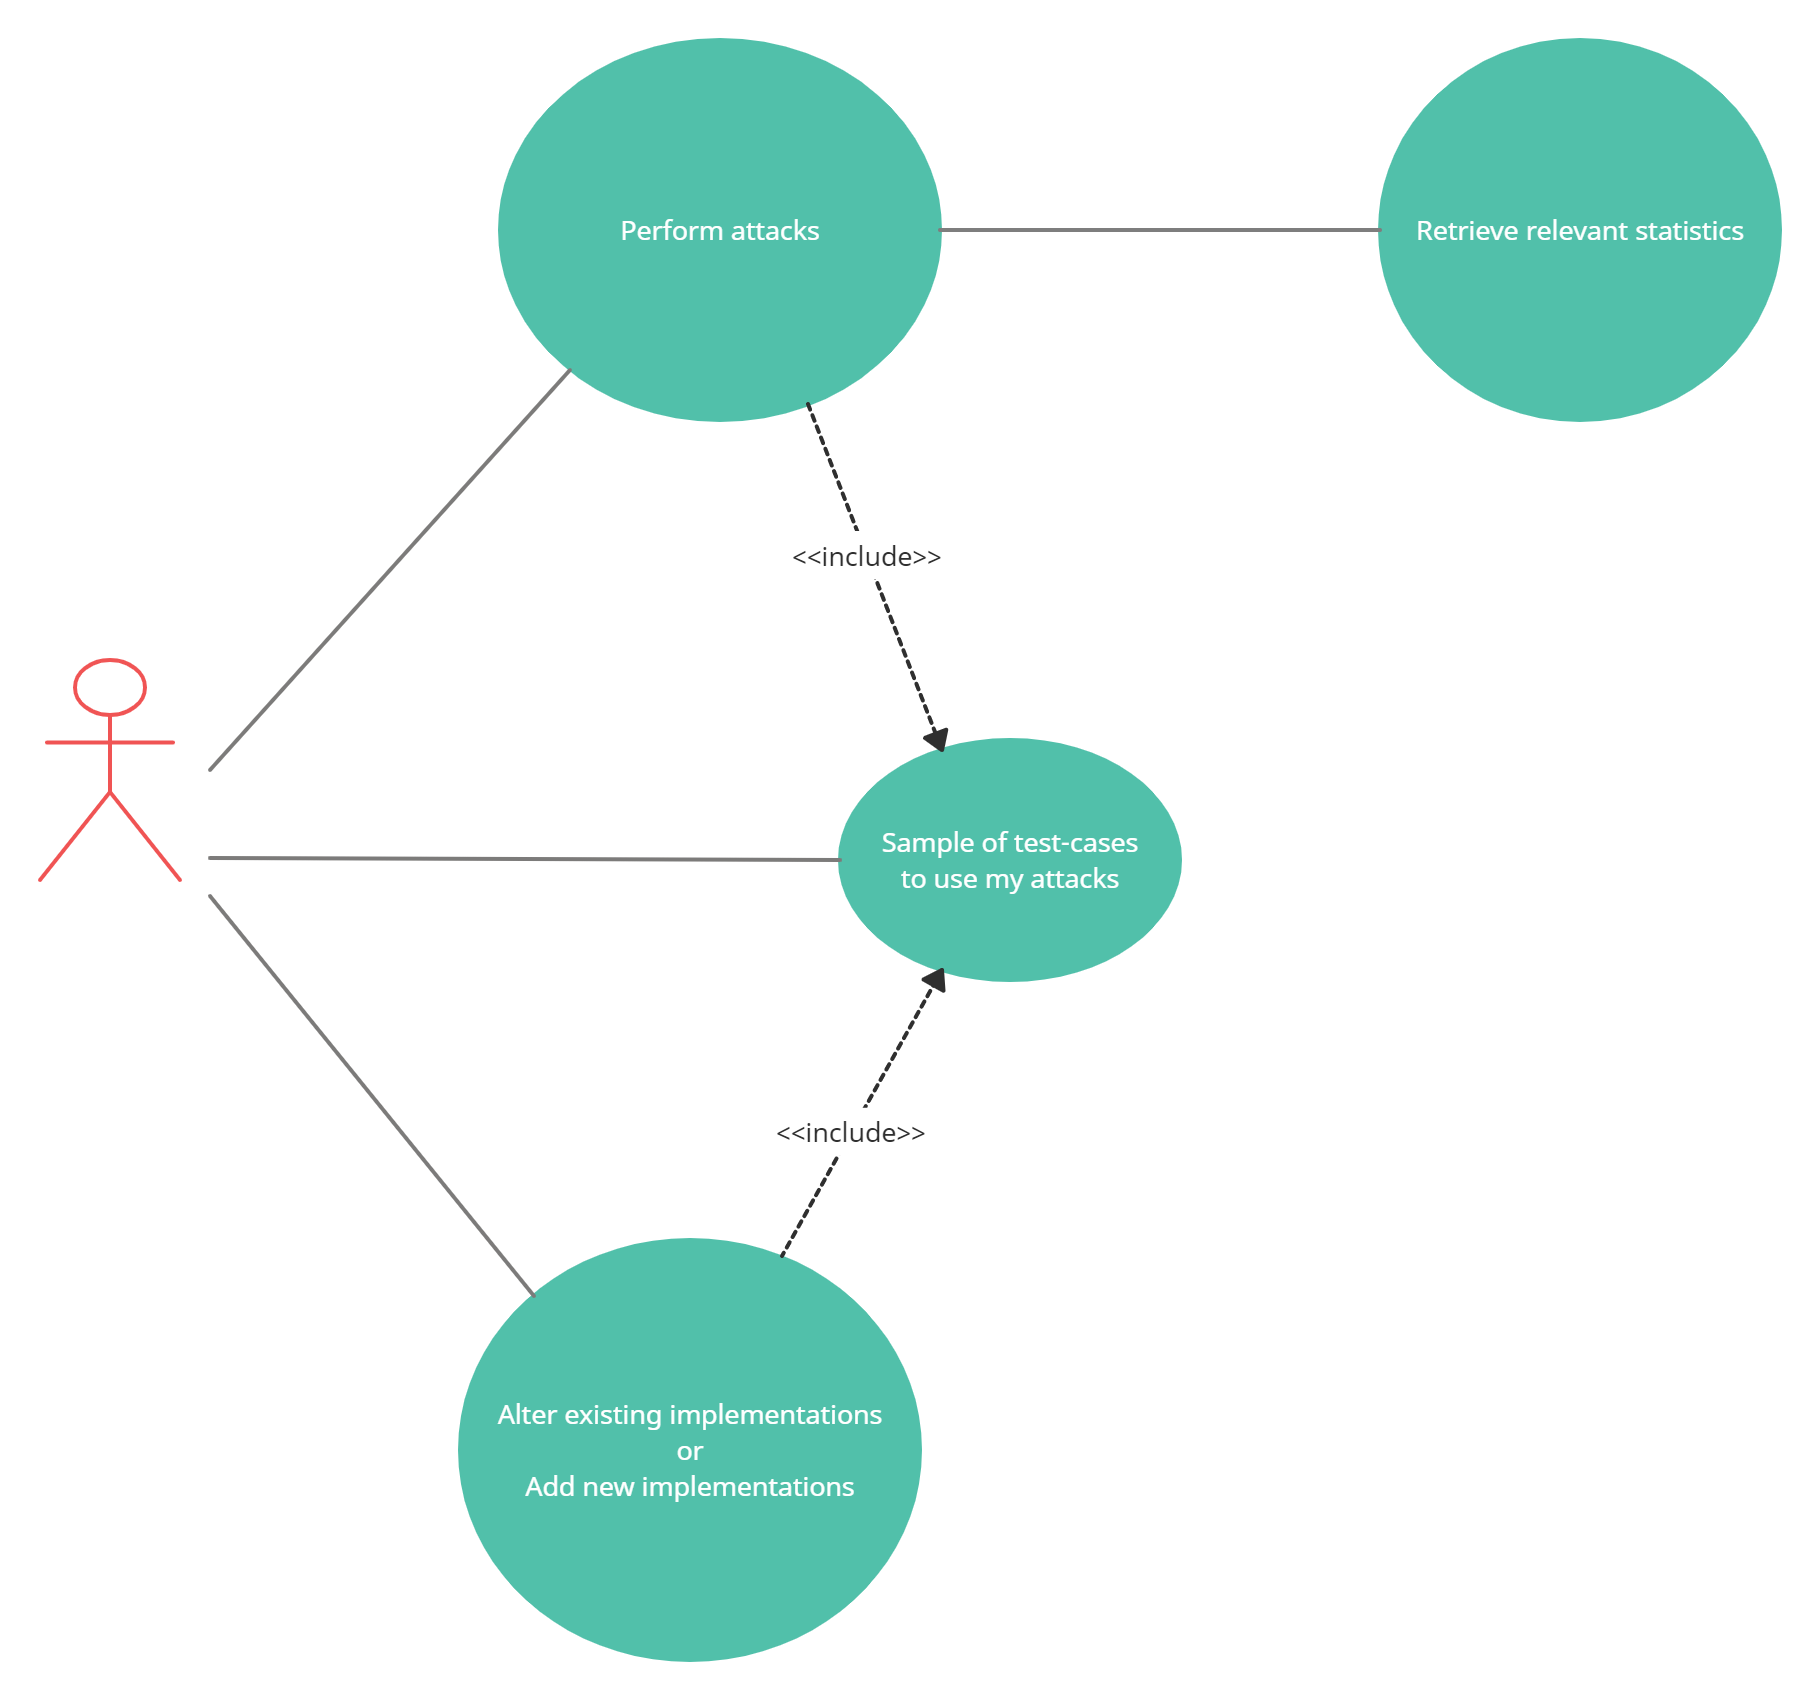 Perform attacks
Retrieve relevant statistics
<<include>>
Sample of test-cases
to use my attacks
<<include>>
Alter existing implementations
or
Add new implementations